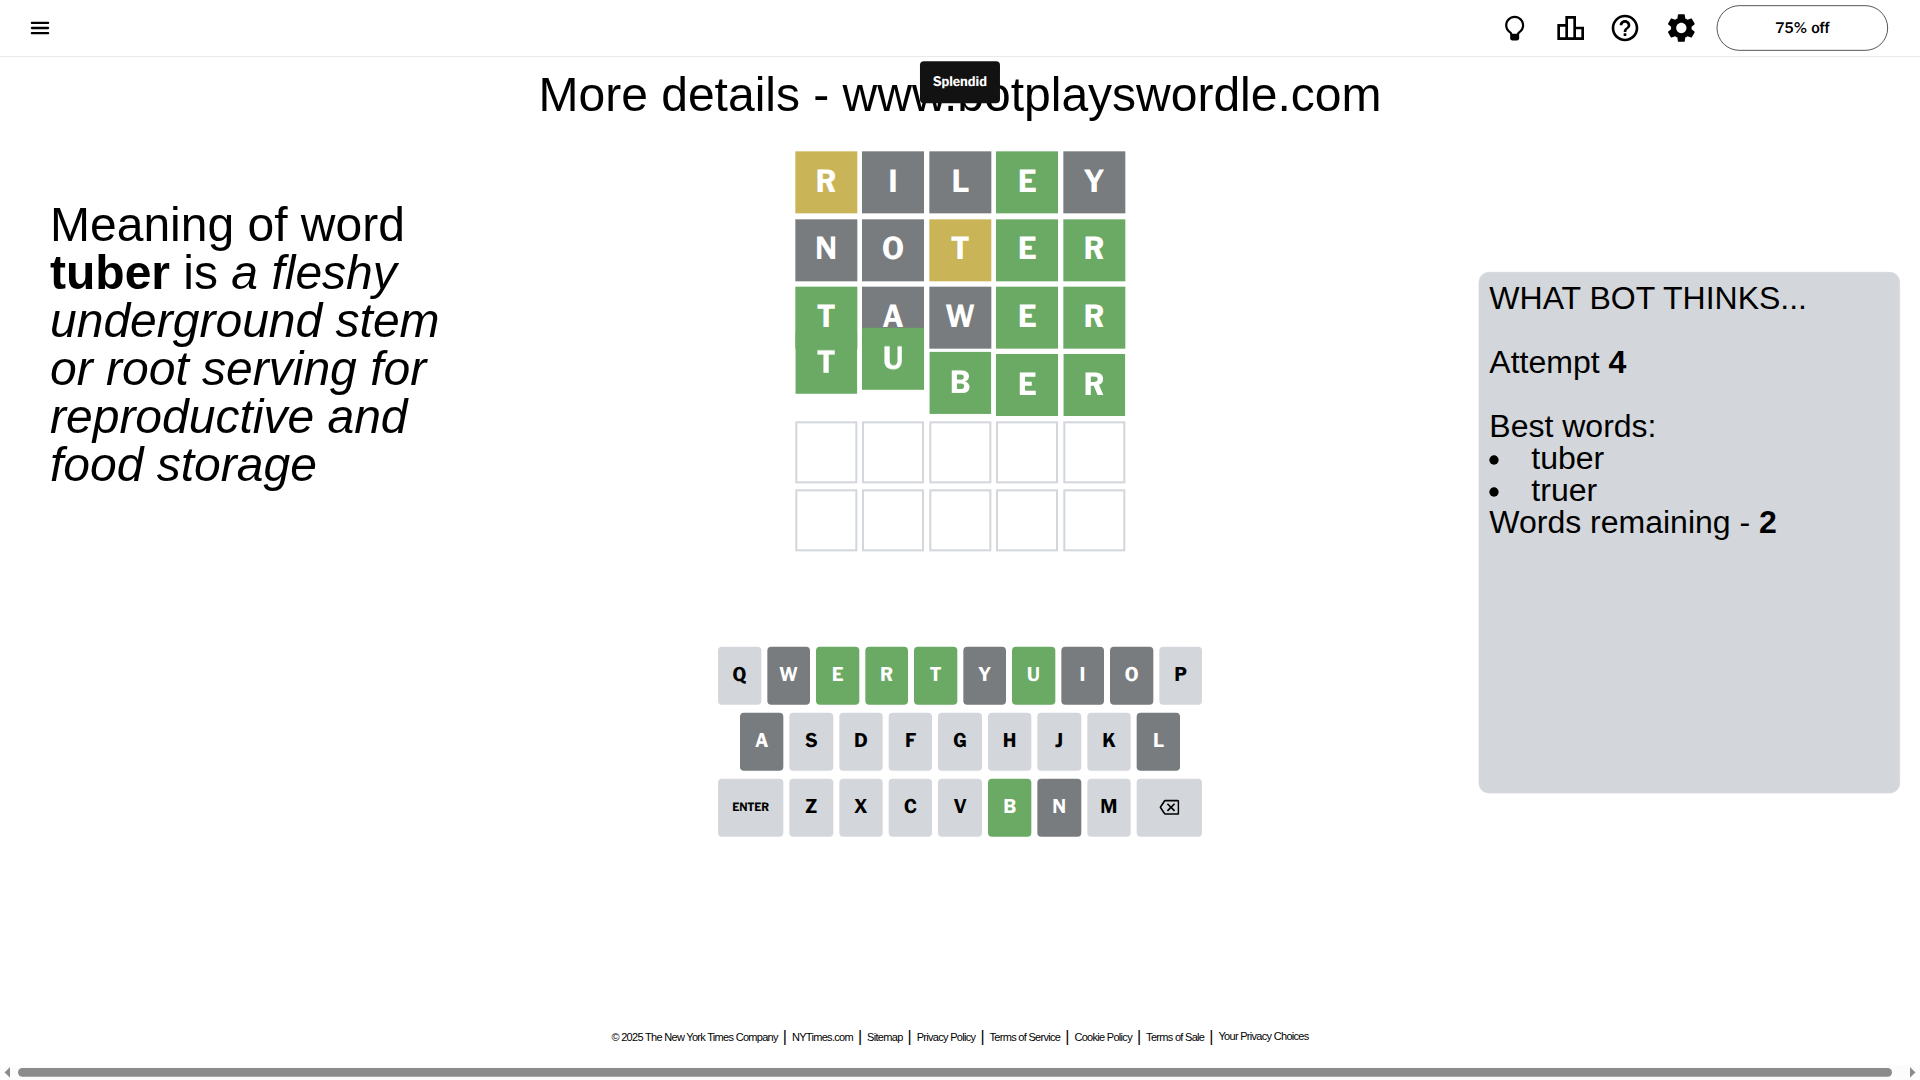 75% off
Splendid
More details - www.botplayswordle.com
Meaning of word
tuber is a fleshy
underground stem
or root serving for
reproductive and
food storage
R I L E Y
N O T E R
T A W E R
T U B E R
WHAT BOT THINKS...
Attempt 4
Best words:
• tuber
• truer
Words remaining - 2
Q W E R T Y U I O P
A S D F G H J K L
ENTER Z X C V B N M
© 2025 The New York Times Company | NYTimes.com | Sitemap | Privacy Policy | Terms of Service | Cookie Policy | Terms of Sale | Your Privacy Choices